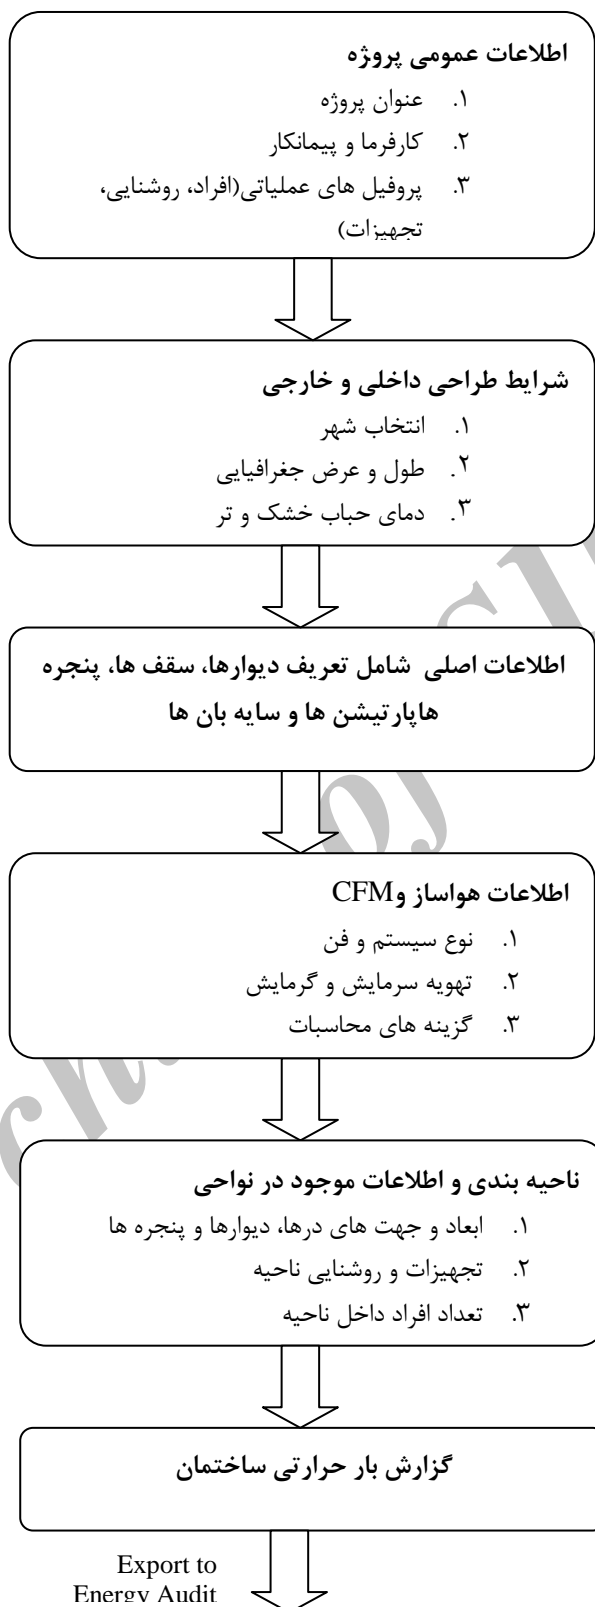 اطلاعات عمومی پروژه
۱. عنوان پروژه
۲. کارفرما و پیمانکار
۳. پروفیل های عملیاتی(افراد، روشنایی،
تجهیزات)
شرایط طراحی داخلی و خارجی
۱. انتخاب شهر
۲. طول و عرض جغرافیایی
۳. دمای حباب خشک و تر
اطلاعات اصلی شامل تعریف دیوارها، سقف ها، پنجره
هاپارتیشن ها و سایه بان ها
اطلاعات هواساز وCFM
۱. نوع سیستم و فن
۲. تهویه سرمایش و گرمایش
۳. گزینه های محاسبات
ناحیه بندی و اطلاعات موجود در نواحی
۱. ابعاد و جهت های درها، دیوارها و پنجره ها
۲. تجهیزات و روشنایی ناحیه
۳. تعداد افراد داخل ناحیه
گزارش بار حرارتی ساختمان
Export to
Energy Audit